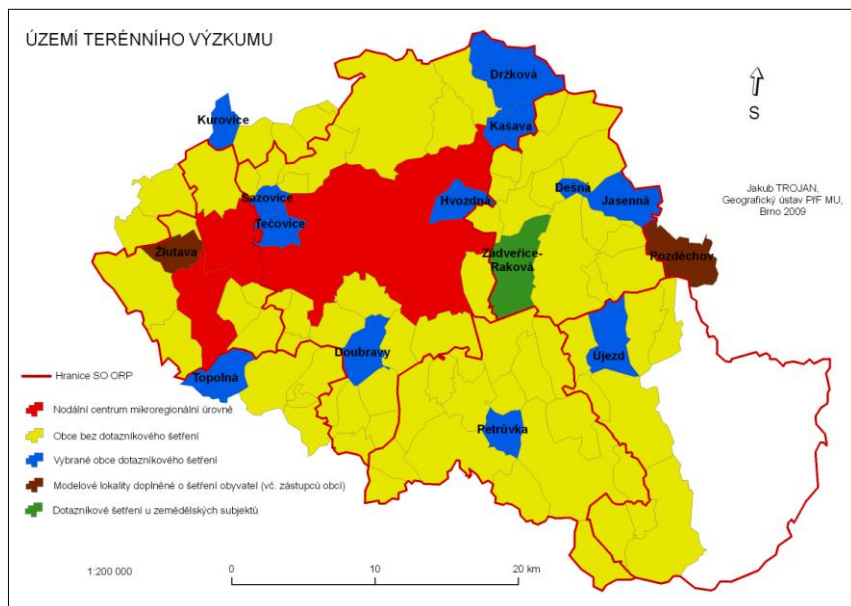 ÚZEMÍ TERÉNNÍHO VÝZKUMU
Držková
S
Kurovice
Kašava
Jakub TROJAN,
Geografický ústav PřF MU,
Brno 2009
Dešná
Sazovice
Hvozdná
Jasenná
Tečovice
Žlutava
Zádveřice-
Raková
Pozděchov
Doubravy
Újezd
Hranice SO ORP
Topolná
Nodální centrum mikroregionální úrovně
Obce bez dotazníkového šetření
Petrůvka
Vybrané obce dotazníkového šetření
Modelové lokality doplněné o šetření obyvatel (vč. zástupců obcí)
Dotazníkové šetření u zemědělských subjektů
1:200 000
0 10 20 km